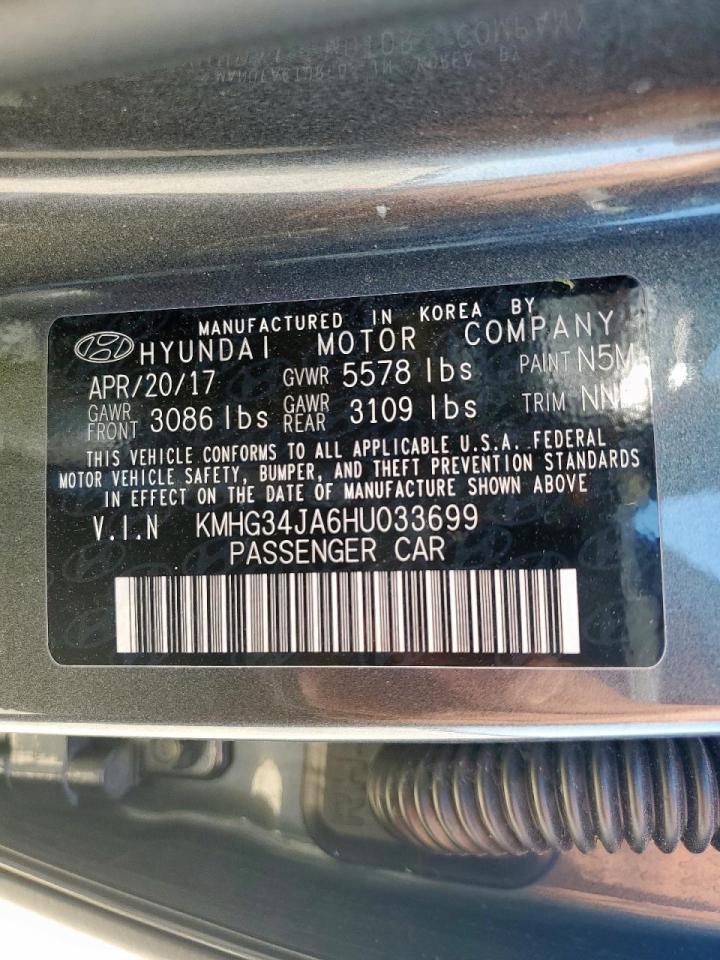 MANUFACTURED IN KOREA BY
HYUNDAI MOTOR COMPANY
APR/20/17 GVWR 5578 lbs PAINT N5M
GAWR FRONT 3086 lbs GAWR REAR 3109 lbs TRIM
THIS VEHICLE CONFORMS TO ALL APPLICABLE U.S.A. FEDERAL
MOTOR VEHICLE SAFETY, BUMPER, AND THEFT PREVENTION STANDARDS
IN EFFECT ON THE DATE OF MANUFACTURE SHOWN ABOVE
V.I.N KMHG34JA6HU033699
PASSENGER CAR